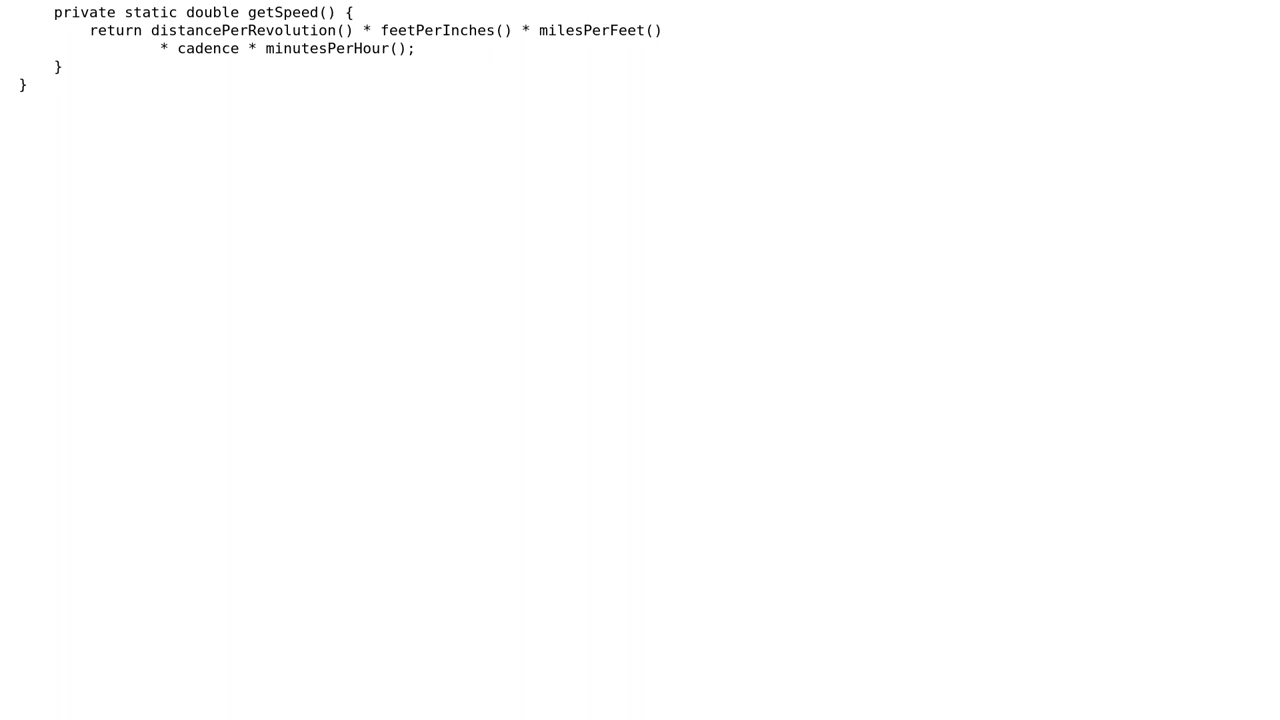 private static double getSpeed() {
        return distancePerRevolution() * feetPerInches() * milesPerFeet()
                * cadence * minutesPerHour();
    }
}